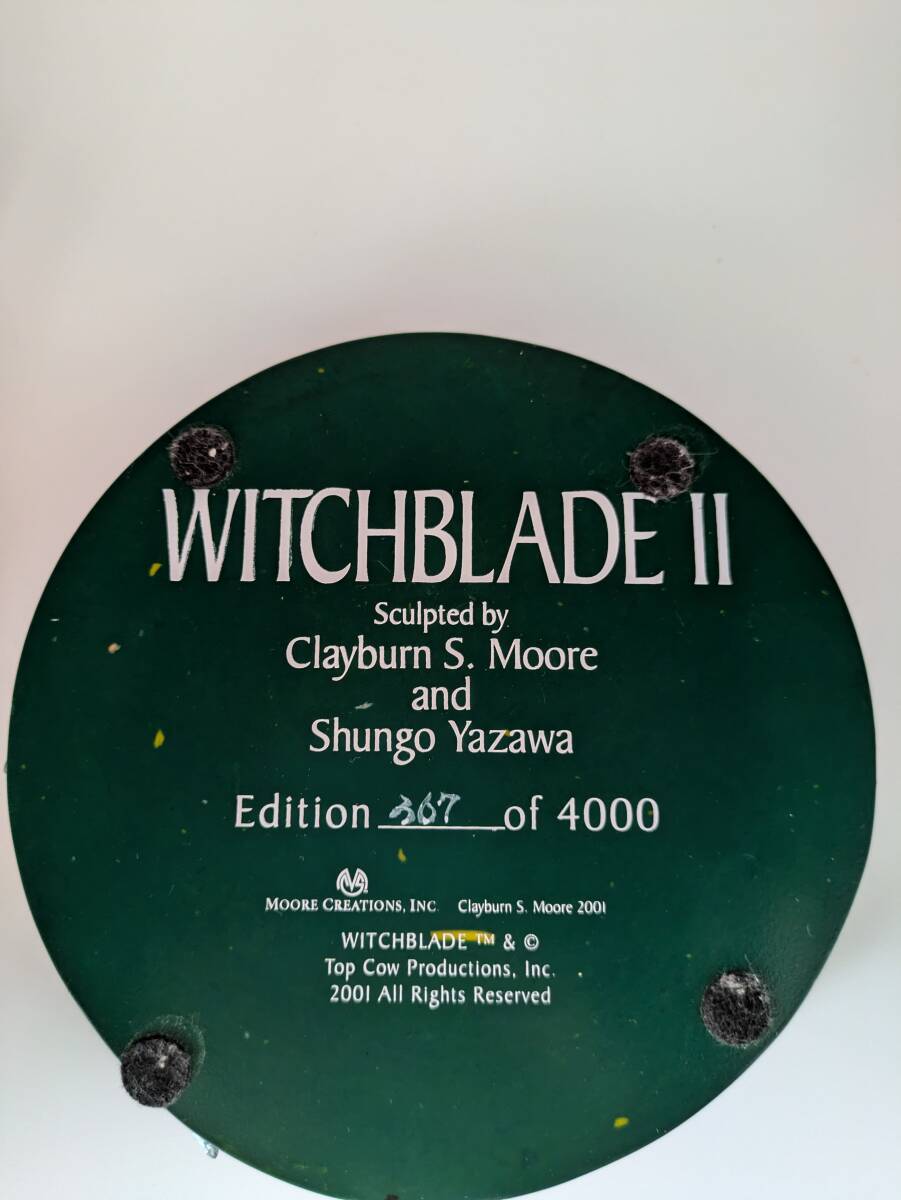 WITCHBLADE II
Sculpted by
Clayburn S. Moore
and
Shungo Yazawa
Edition 367 of 4000
MOORE CREATIONS, INC. Clayburn S. Moore 2001
WITCHBLADE ™ & ©
Top Cow Productions, Inc.
2001 All Rights Reserved